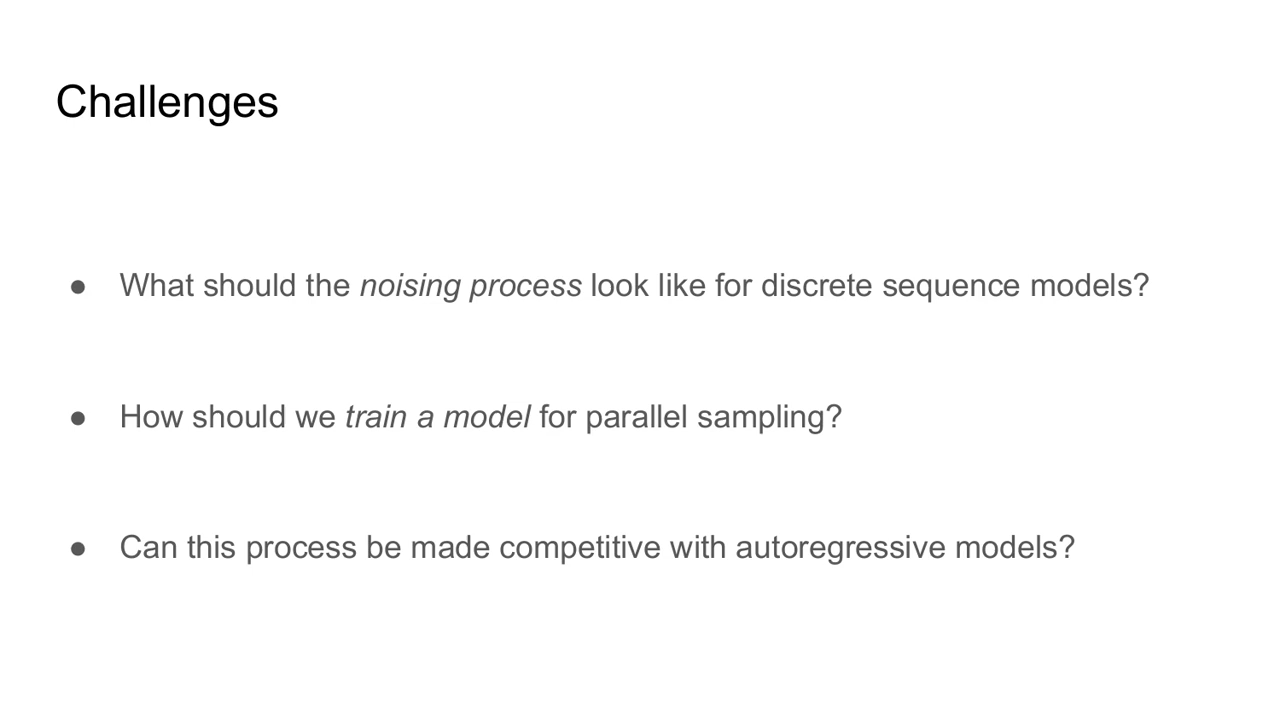 Challenges
● What should the noising process look like for discrete sequence models?
● How should we train a model for parallel sampling?
● Can this process be made competitive with autoregressive models?